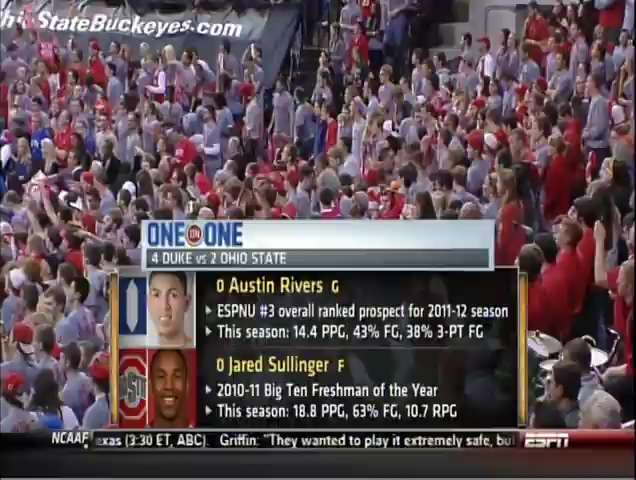 StateBuckeyes.com
ONE ON ONE
4 DUKE vs 2 OHIO STATE
0 Austin Rivers G
ESPNU #3 overall ranked prospect for 2011-12 season
This season: 14.4 PPG, 43% FG, 38% 3-PT FG
0 Jared Sullinger F
2010-11 Big Ten Freshman of the Year
This season: 18.8 PPG, 63% FG, 10.7 RPG
NCAAF exas (3:30 ET, ABC). Griffin: "They wanted to play it extremely safe, bu ESPN